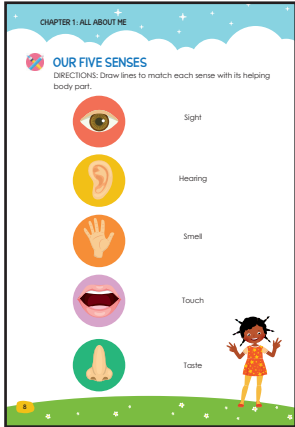 CHAPTER 1: ALL ABOUT ME
OUR FIVE SENSES
DIRECTIONS: Draw lines to match each sense with its helping
body part.
Sight
Hearing
Smell
Touch
Taste
8